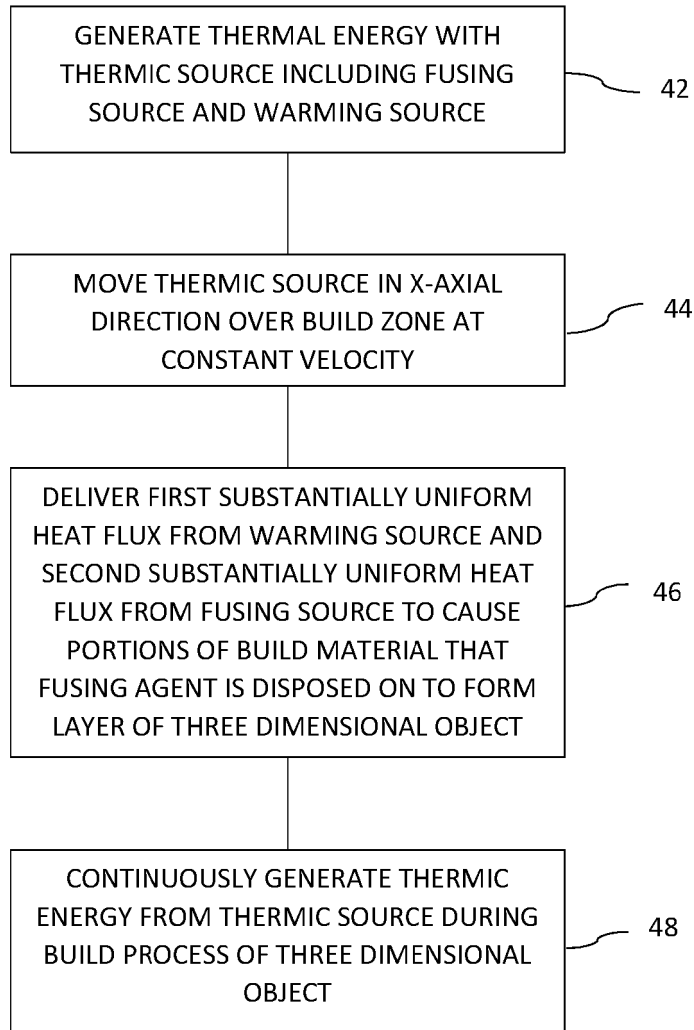 GENERATE THERMAL ENERGY WITH
THERMIC SOURCE INCLUDING FUSING
SOURCE AND WARMING SOURCE
42
MOVE THERMIC SOURCE IN X-AXIAL
DIRECTION OVER BUILD ZONE AT
CONSTANT VELOCITY
44
DELIVER FIRST SUBSTANTIALLY UNIFORM
HEAT FLUX FROM WARMING SOURCE AND
SECOND SUBSTANTIALLY UNIFORM HEAT
FLUX FROM FUSING SOURCE TO CAUSE
PORTIONS OF BUILD MATERIAL THAT
FUSING AGENT IS DISPOSED ON TO FORM
LAYER OF THREE DIMENSIONAL OBJECT
46
CONTINUOUSLY GENERATE THERMIC
ENERGY FROM THERMIC SOURCE DURING
BUILD PROCESS OF THREE DIMENSIONAL
OBJECT
48